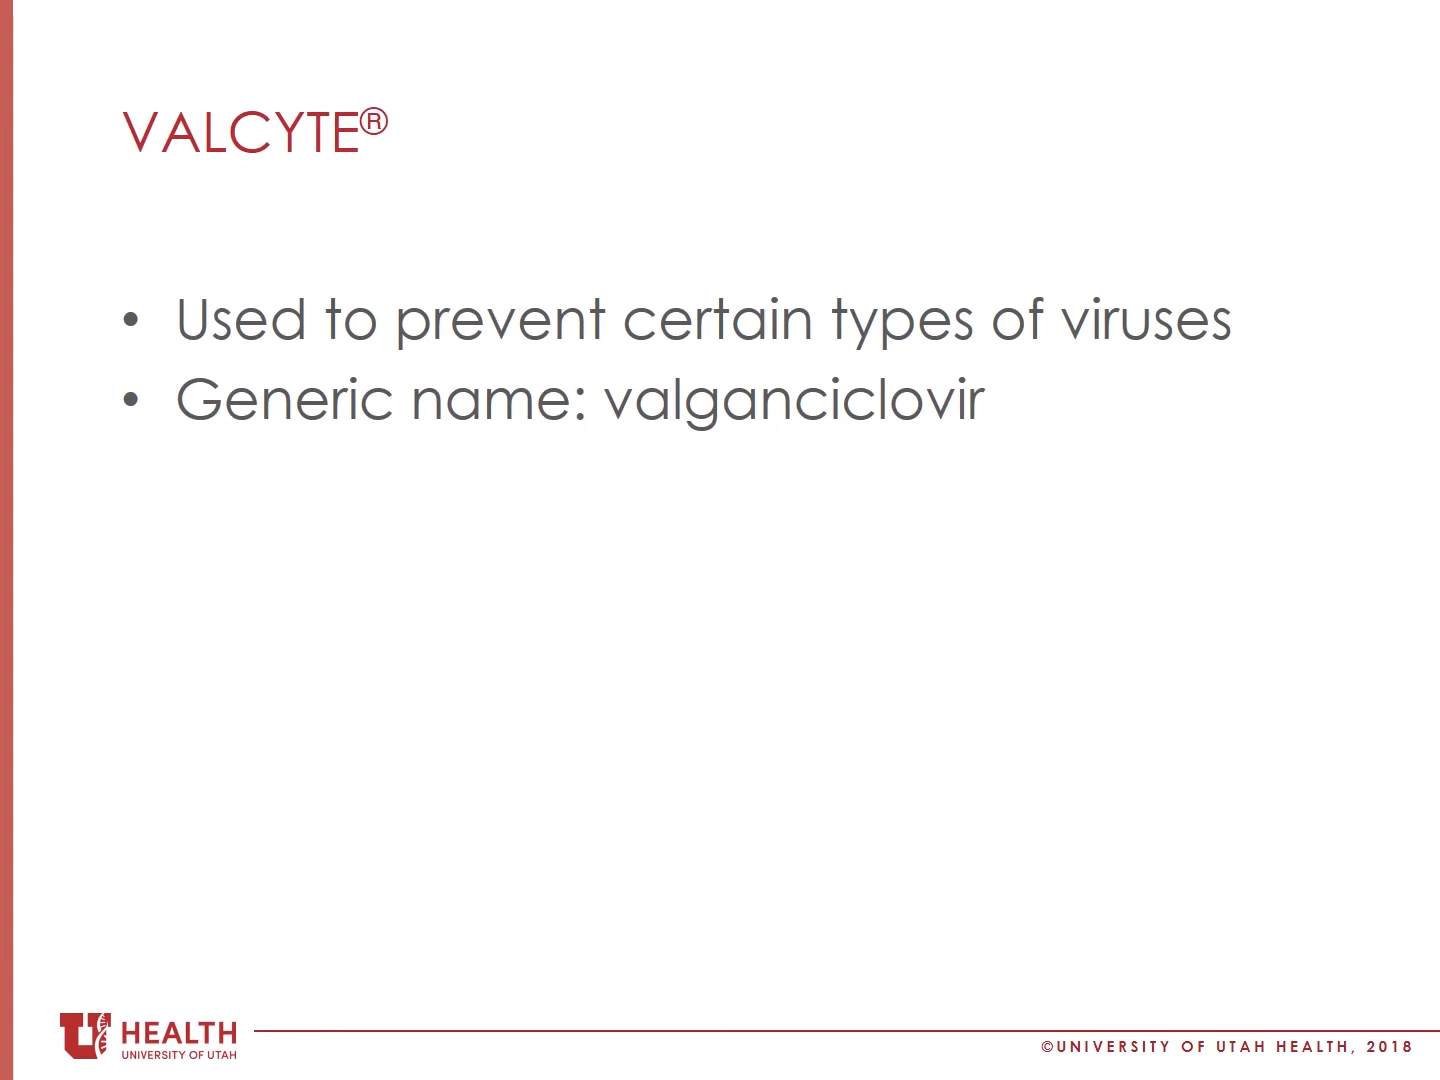 VALCYTE®
• Used to prevent certain types of viruses
• Generic name: valganciclovir
U HEALTH
UNIVERSITY OF UTAH
©UNIVERSITY OF UTAH HEALTH, 2018